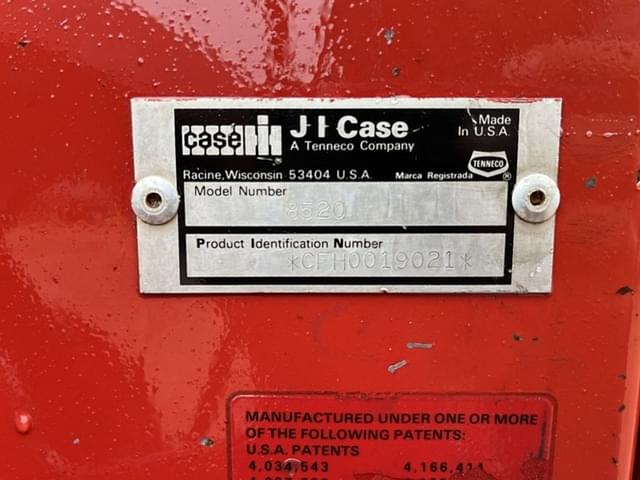 case IH
J I Case
A Tenneco Company
Made
In U.S.A.
TENNECO
®
Racine, Wisconsin 53404 U.S.A.
Marca Registrada
Model Number
8520
Product Identification Number
*CFH0019021*
MANUFACTURED UNDER ONE OR MORE
OF THE FOLLOWING PATENTS:
U.S.A. PATENTS
4,034,543 4,166,411